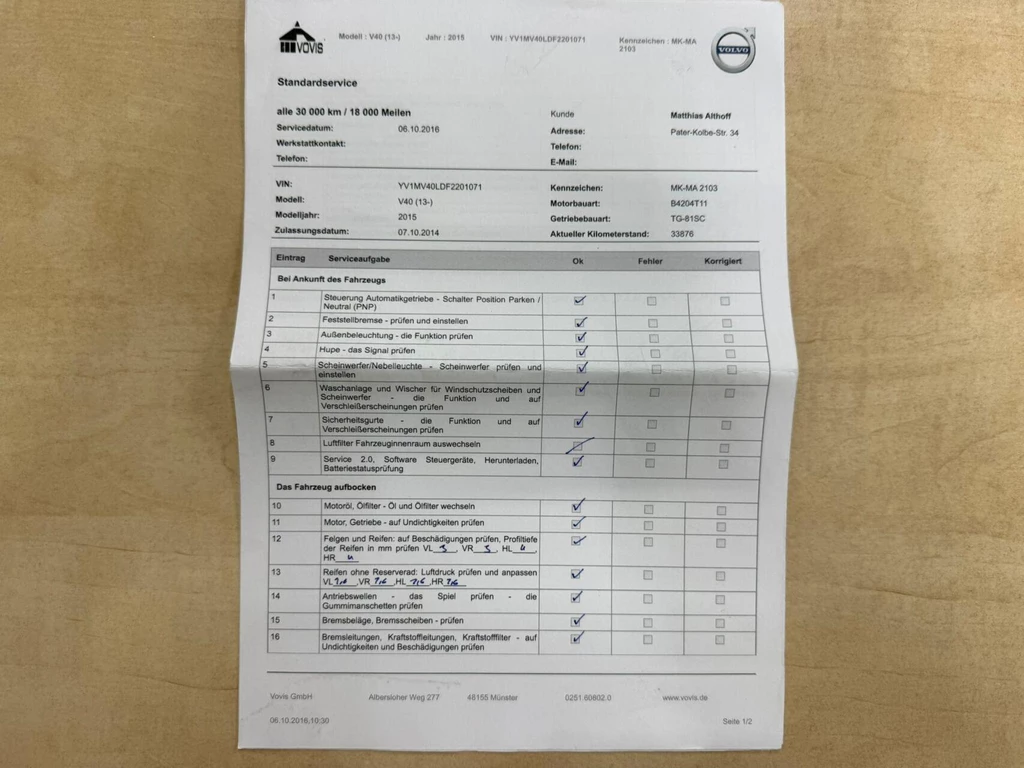 VOVIS Modell : V40 (13-) Jahr : 2015 VIN : YV1MV40LDF2201071 Kennzeichen : MK-MA
2103
VOLVO
Standardservice
alle 30 000 km / 18 000 Meilen Kunde Matthias Althoff
Servicedatum: 06.10.2016 Adresse: Pater-Kolbe-Str. 34
Werkstattkontakt: Telefon:
Telefon: E-Mail:
VIN: YV1MV40LDF2201071 Kennzeichen: MK-MA 2103
Modell: V40 (13-) Motorbauart: B4204T11
Modelljahr: 2015 Getriebebauart: TG-81SC
Zulassungsdatum: 07.10.2014 Aktueller Kilometerstand: 33876
Eintrag Serviceaufgabe Ok Fehler Korrigiert
Bei Ankunft des Fahrzeugs
1 Steuerung Automatikgetriebe - Schalter Position Parken /
Neutral (PNP)
2 Feststellbremse - prüfen und einstellen
3 Außenbeleuchtung - die Funktion prüfen
4 Hupe - das Signal prüfen
5 Scheinwerfer/Nebelleuchte - Scheinwerfer prüfen und
einstellen
6 Waschanlage und Wischer für Windschutzscheiben und
Scheinwerfer - die Funktion und auf
Verschleißerscheinungen prüfen
7 Sicherheitsgurte - die Funktion und auf
Verschleißerscheinungen prüfen
8 Luftfilter Fahrzeuginnenraum auswechseln
9 Service 2.0, Software Steuergeräte, Herunterladen,
Batteriestatusprüfung
Das Fahrzeug aufbocken
10 Motoröl, Ölfilter - Öl und Ölfilter wechseln
11 Motor, Getriebe - auf Undichtigkeiten prüfen
12 Felgen und Reifen: auf Beschädigungen prüfen, Profiltiefe
der Reifen in mm prüfen VL 5, VR 5, HL 4,
HR 4
13 Reifen ohne Reserverad: Luftdruck prüfen und anpassen
VL ,VR ,HL ,HR
14 Antriebswellen - das Spiel prüfen - die
Gummimanschetten prüfen
15 Bremsbeläge, Bremsscheiben - prüfen
16 Bremsleitungen, Kraftstoffleitungen, Kraftstofffilter - auf
Undichtigkeiten und Beschädigungen prüfen
Vovis GmbH Albersloher Weg 277 48155 Münster 0251.60602.0 www.vovis.de
06.10.2016,10:30 Seite 1/2